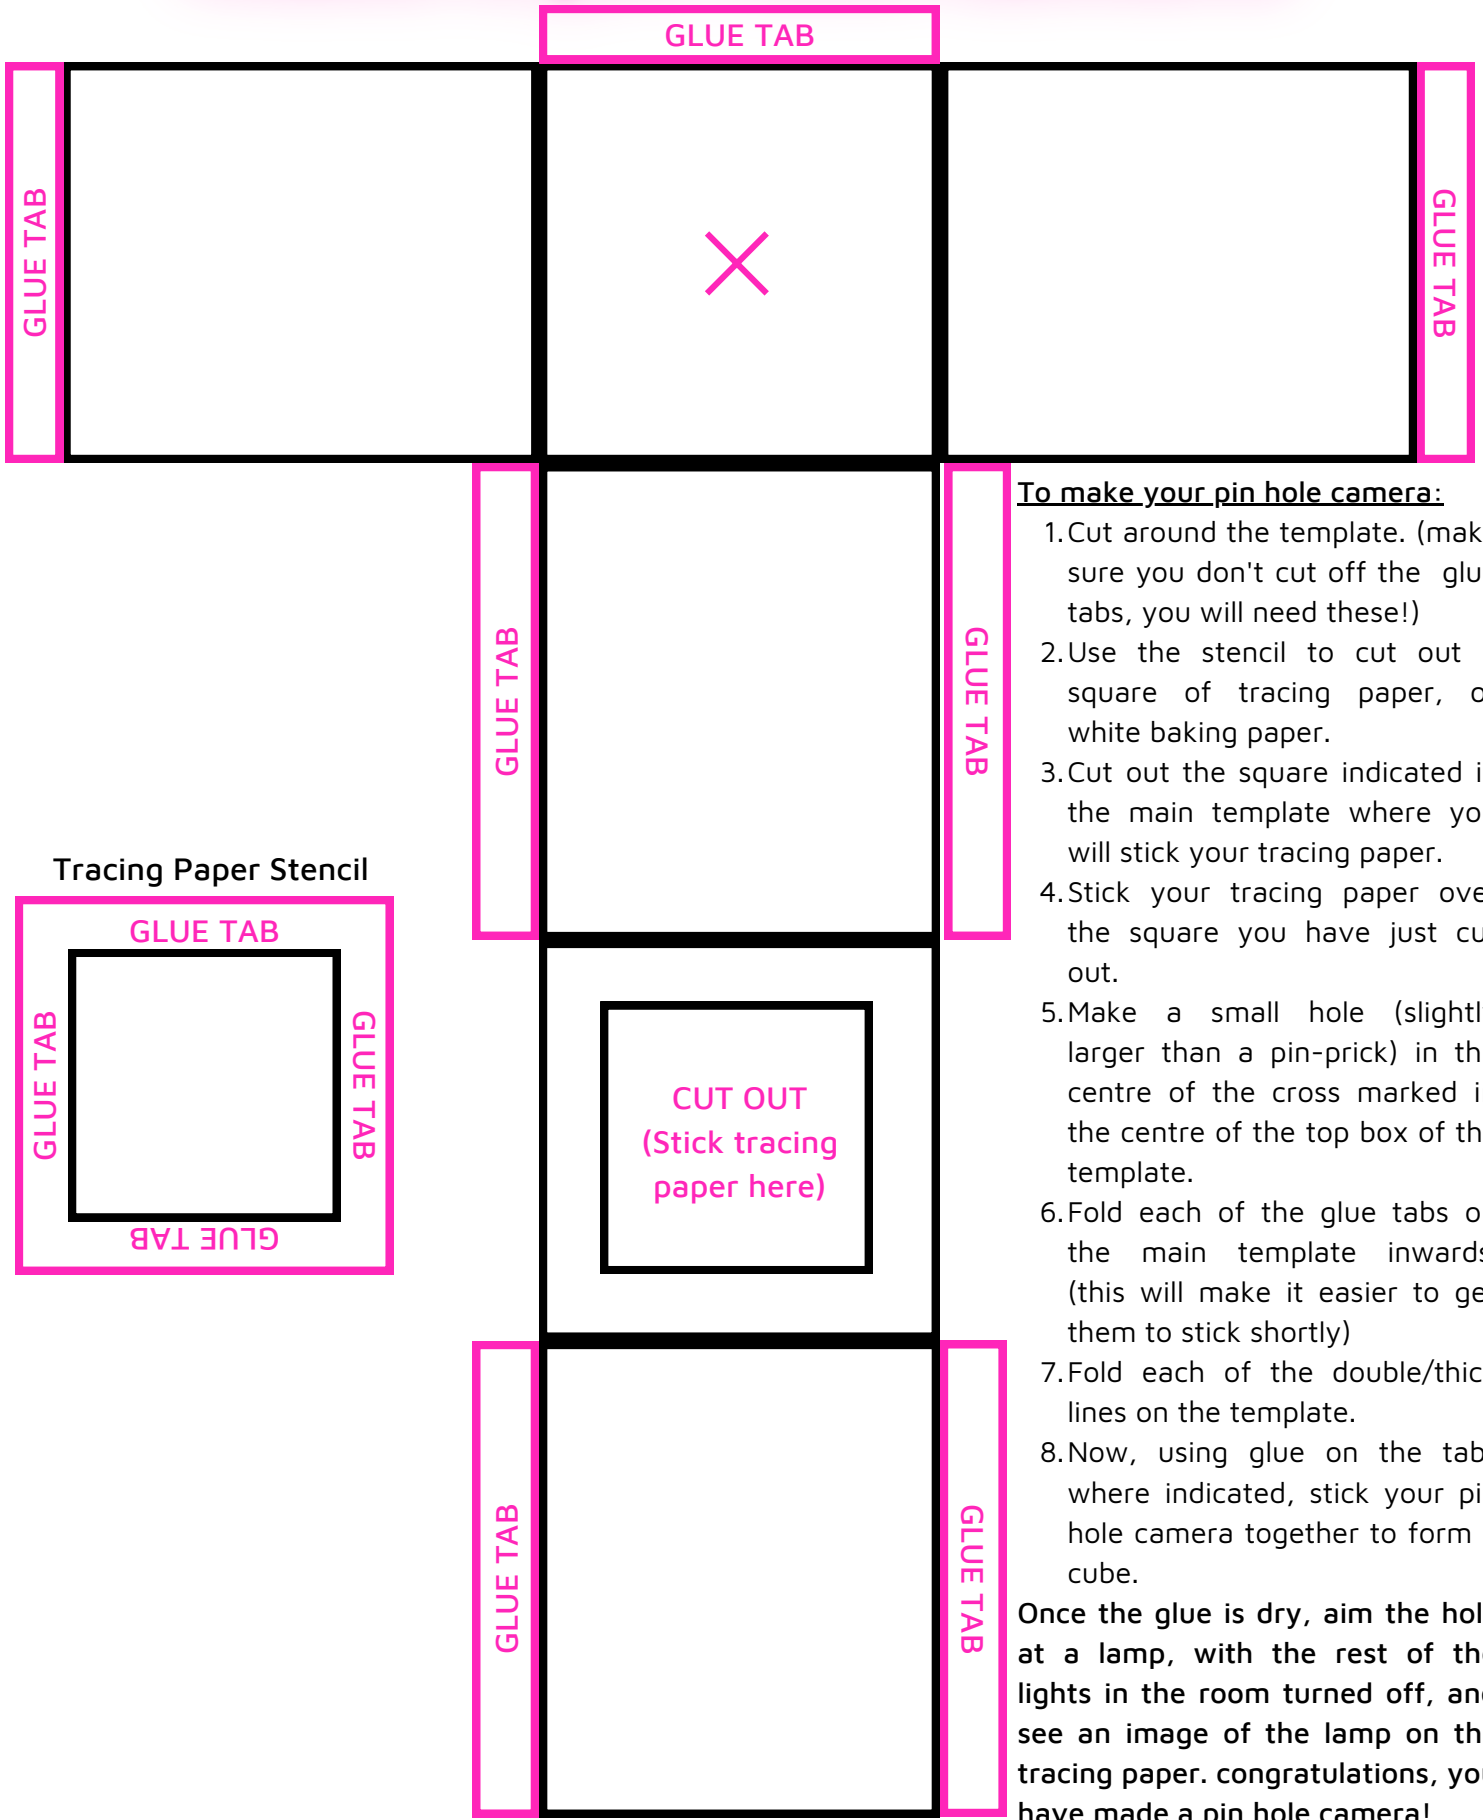 GLUE TAB
GLUE TAB
GLUE TAB
To make your pin hole camera:
1. Cut around the template. (mak
sure you don't cut off the glu
tabs, you will need these!)
2. Use the stencil to cut out
square of tracing paper, o
white baking paper.
3. Cut out the square indicated i
the main template where yo
will stick your tracing paper.
4. Stick your tracing paper ove
the square you have just cu
out.
5. Make a small hole (slightl
larger than a pin-prick) in th
centre of the cross marked i
the centre of the top box of th
template.
6. Fold each of the glue tabs o
the main template inwards
(this will make it easier to ge
them to stick shortly)
7. Fold each of the double/thic
lines on the template.
8. Now, using glue on the tab
where indicated, stick your pi
hole camera together to form
cube.
Once the glue is dry, aim the hol
at a lamp, with the rest of the
lights in the room turned off, and
see an image of the lamp on th
tracing paper. congratulations, you
have made a pin hole camera!
GLUE TAB
GLUE TAB
Tracing Paper Stencil
GLUE TAB
GLUE TAB
GLUE TAB
GLUE TAB
CUT OUT
(Stick tracing
paper here)
GLUE TAB
GLUE TAB